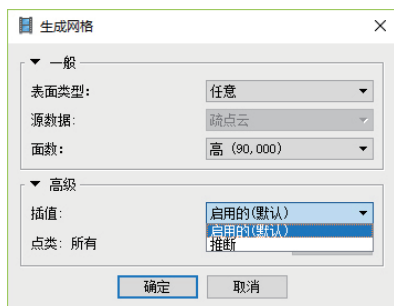 生成网格
一般
表面类型： 任意
源数据： 疏点云
面数： 高 (90,000)
高级
插值： 启用的(默认)
启用的(默认)
推断
点类：所有
确定 取消